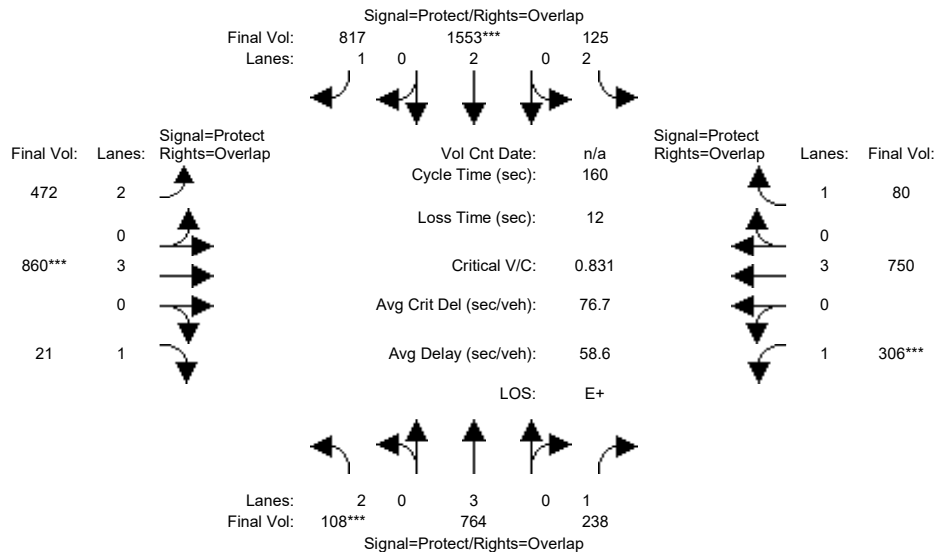 Signal=Protect/Rights=Overlap
Final Vol: 817 1553*** 125
Lanes: 1 0 2 0 2
Signal=Protect
Final Vol: Lanes: Rights=Overlap
Vol Cnt Date: n/a
Signal=Protect
Rights=Overlap Lanes: Final Vol:
Cycle Time (sec): 160
472 2
1 80
Loss Time (sec): 12
0
0
860*** 3
Critical V/C: 0.831
3 750
0
Avg Crit Del (sec/veh): 76.7
0
21 1
Avg Delay (sec/veh): 58.6
1 306***
LOS: E+
Lanes: 2 0 3 0 1
Final Vol: 108*** 764 238
Signal=Protect/Rights=Overlap